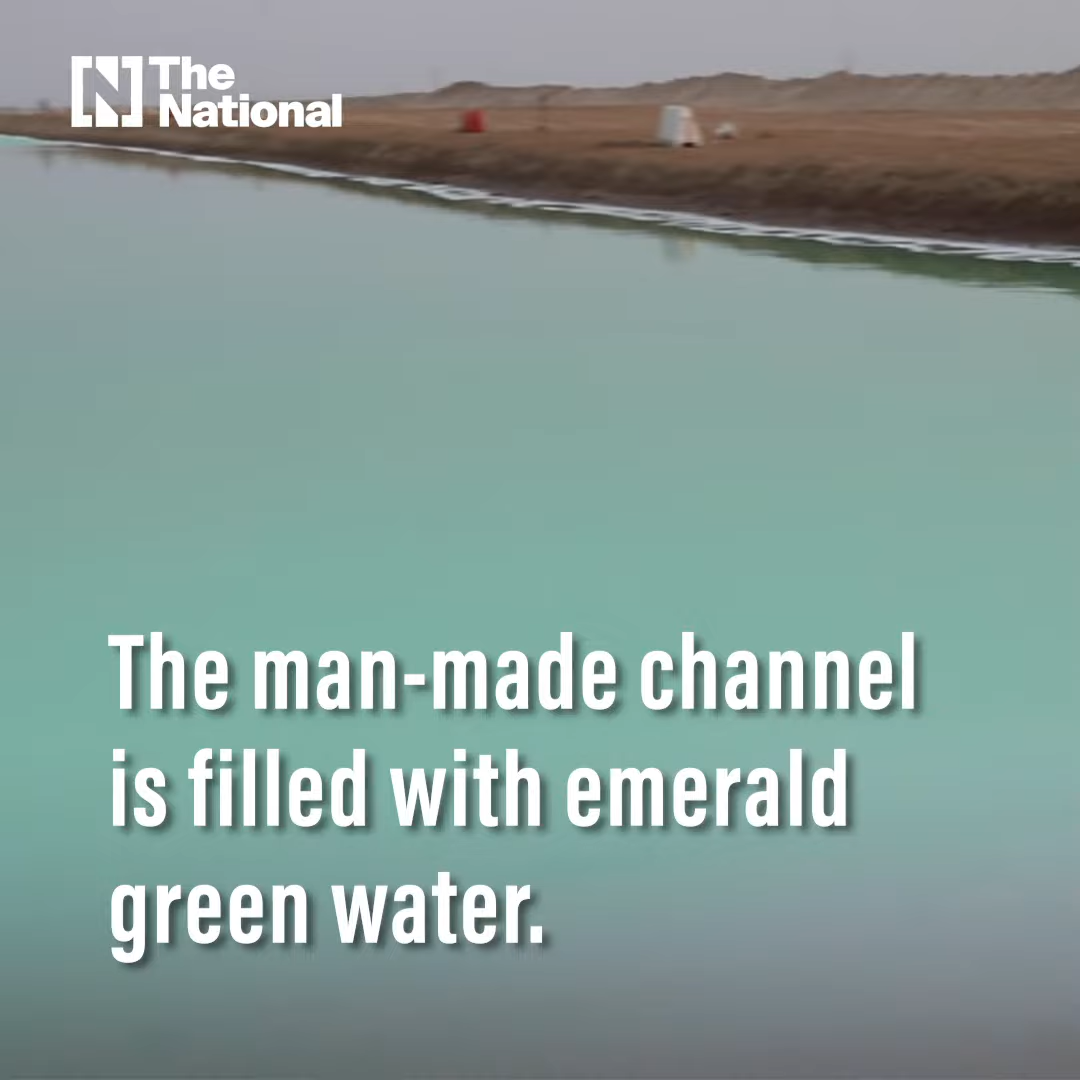 The
National
The man-made channel
is filled with emerald
green water.